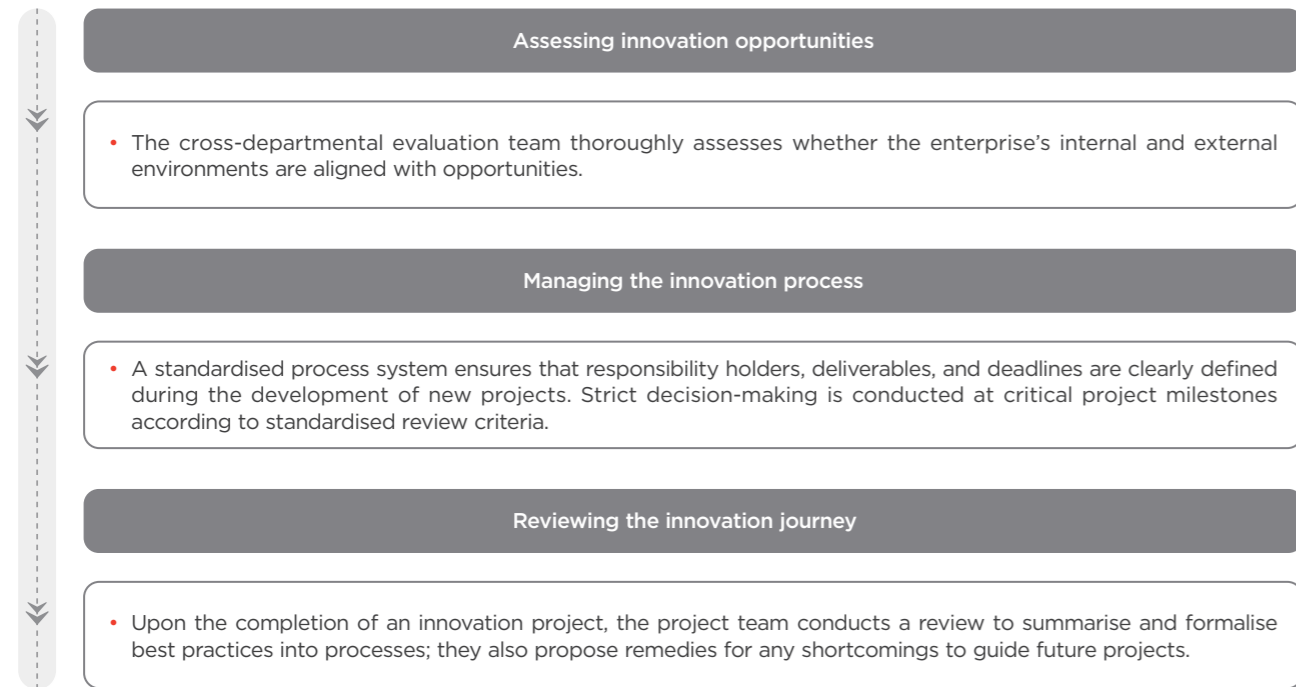 Assessing innovation opportunities
• The cross-departmental evaluation team thoroughly assesses whether the enterprise’s internal and external
environments are aligned with opportunities.
Managing the innovation process
• A standardised process system ensures that responsibility holders, deliverables, and deadlines are clearly defined
during the development of new projects. Strict decision-making is conducted at critical project milestones
according to standardised review criteria.
Reviewing the innovation journey
• Upon the completion of an innovation project, the project team conducts a review to summarise and formalise
best practices into processes; they also propose remedies for any shortcomings to guide future projects.